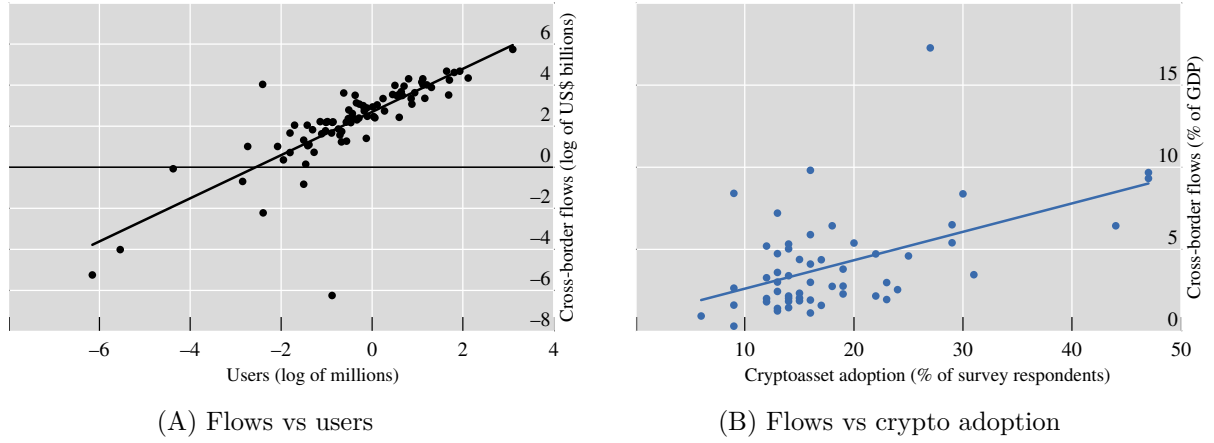 6
4
2
0
−2
−4
−6
−8
Cross-border flows (log of US$ billions)
−6 −4 −2 0 2 4
Users (log of millions)
(A) Flows vs users
15
10
5
0
Cross-border flows (% of GDP)
10 20 30 40 50
Cryptoasset adoption (% of survey respondents)
(B) Flows vs crypto adoption